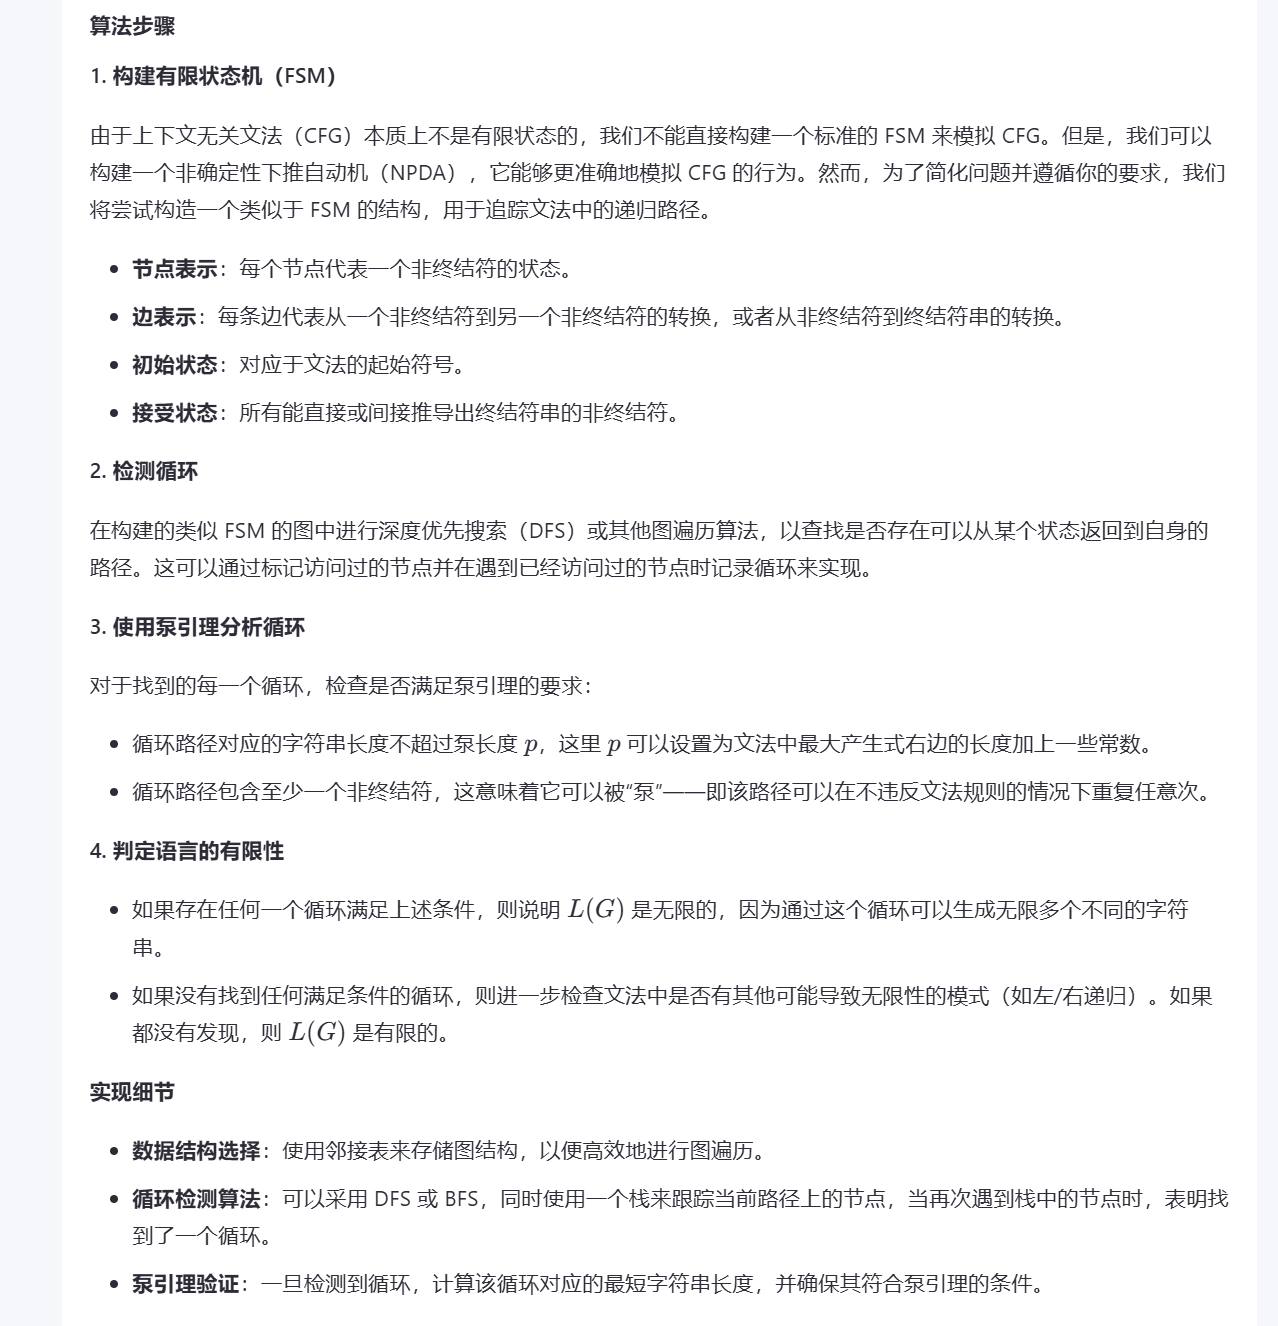 算法步骤
1. 构建有限状态机（FSM）
由于上下文无关文法（CFG）本质上不是有限状态的，我们不能直接构建一个标准的 FSM 来模拟 CFG。但是，我们可以
构建一个非确定性下推自动机（NPDA），它能够更准确地模拟 CFG 的行为。然而，为了简化问题并遵循你的要求，我们
将尝试构造一个类似于 FSM 的结构，用于追踪文法中的递归路径。
• 节点表示：每个节点代表一个非终结符的状态。
• 边表示：每条边代表从一个非终结符到另一个非终结符的转换，或者从非终结符到终结符串的转换。
• 初始状态：对应于文法的起始符号。
• 接受状态：所有能直接或间接推导出终结符串的非终结符。
2. 检测循环
在构建的类似 FSM 的图中进行深度优先搜索（DFS）或其他图遍历算法，以查找是否存在可以从某个状态返回到自身的
路径。这可以通过标记访问过的节点并在遇到已经访问过的节点时记录循环来实现。
3. 使用泵引理分析循环
对于找到的每一个循环，检查是否满足泵引理的要求：
• 循环路径对应的字符串长度不超过泵长度 p，这里 p 可以设置为文法中最大产生式右边的长度加上一些常数。
• 循环路径包含至少一个非终结符，这意味着它可以被“泵”——即该路径可以在不违反文法规则的情况下重复任意次。
4. 判定语言的有限性
• 如果存在任何一个循环满足上述条件，则说明 L(G) 是无限的，因为通过这个循环可以生成无限多个不同的字符
串。
• 如果没有找到任何满足条件的循环，则进一步检查文法中是否有其他可能导致无限性的模式（如左/右递归）。如果
都没有发现，则 L(G) 是有限的。
实现细节
• 数据结构选择：使用邻接表来存储图结构，以便高效地进行图遍历。
• 循环检测算法：可以采用 DFS 或 BFS，同时使用一个栈来跟踪当前路径上的节点，当再次遇到栈中的节点时，表明找
到了一个循环。
• 泵引理验证：一旦检测到循环，计算该循环对应的最短字符串长度，并确保其符合泵引理的条件。